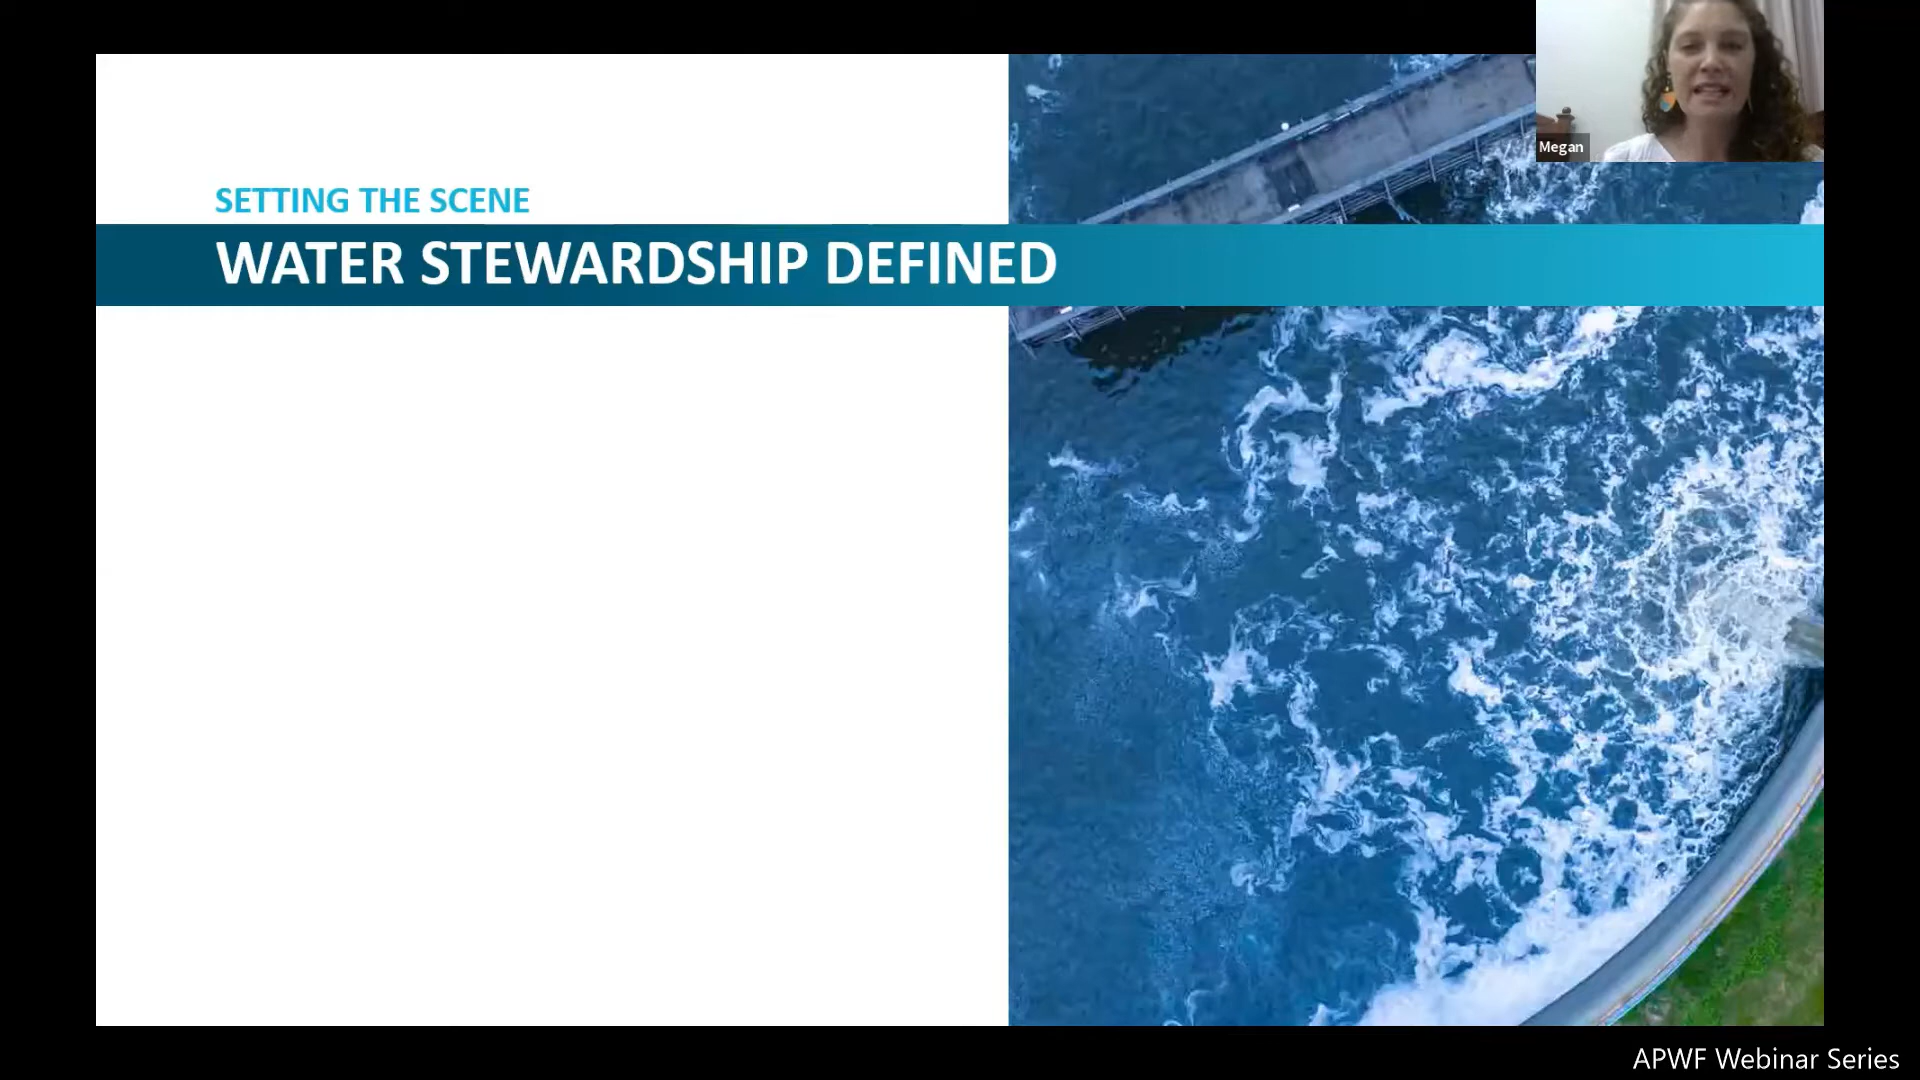 Megan
SETTING THE SCENE
WATER STEWARDSHIP DEFINED
APWF Webinar Series